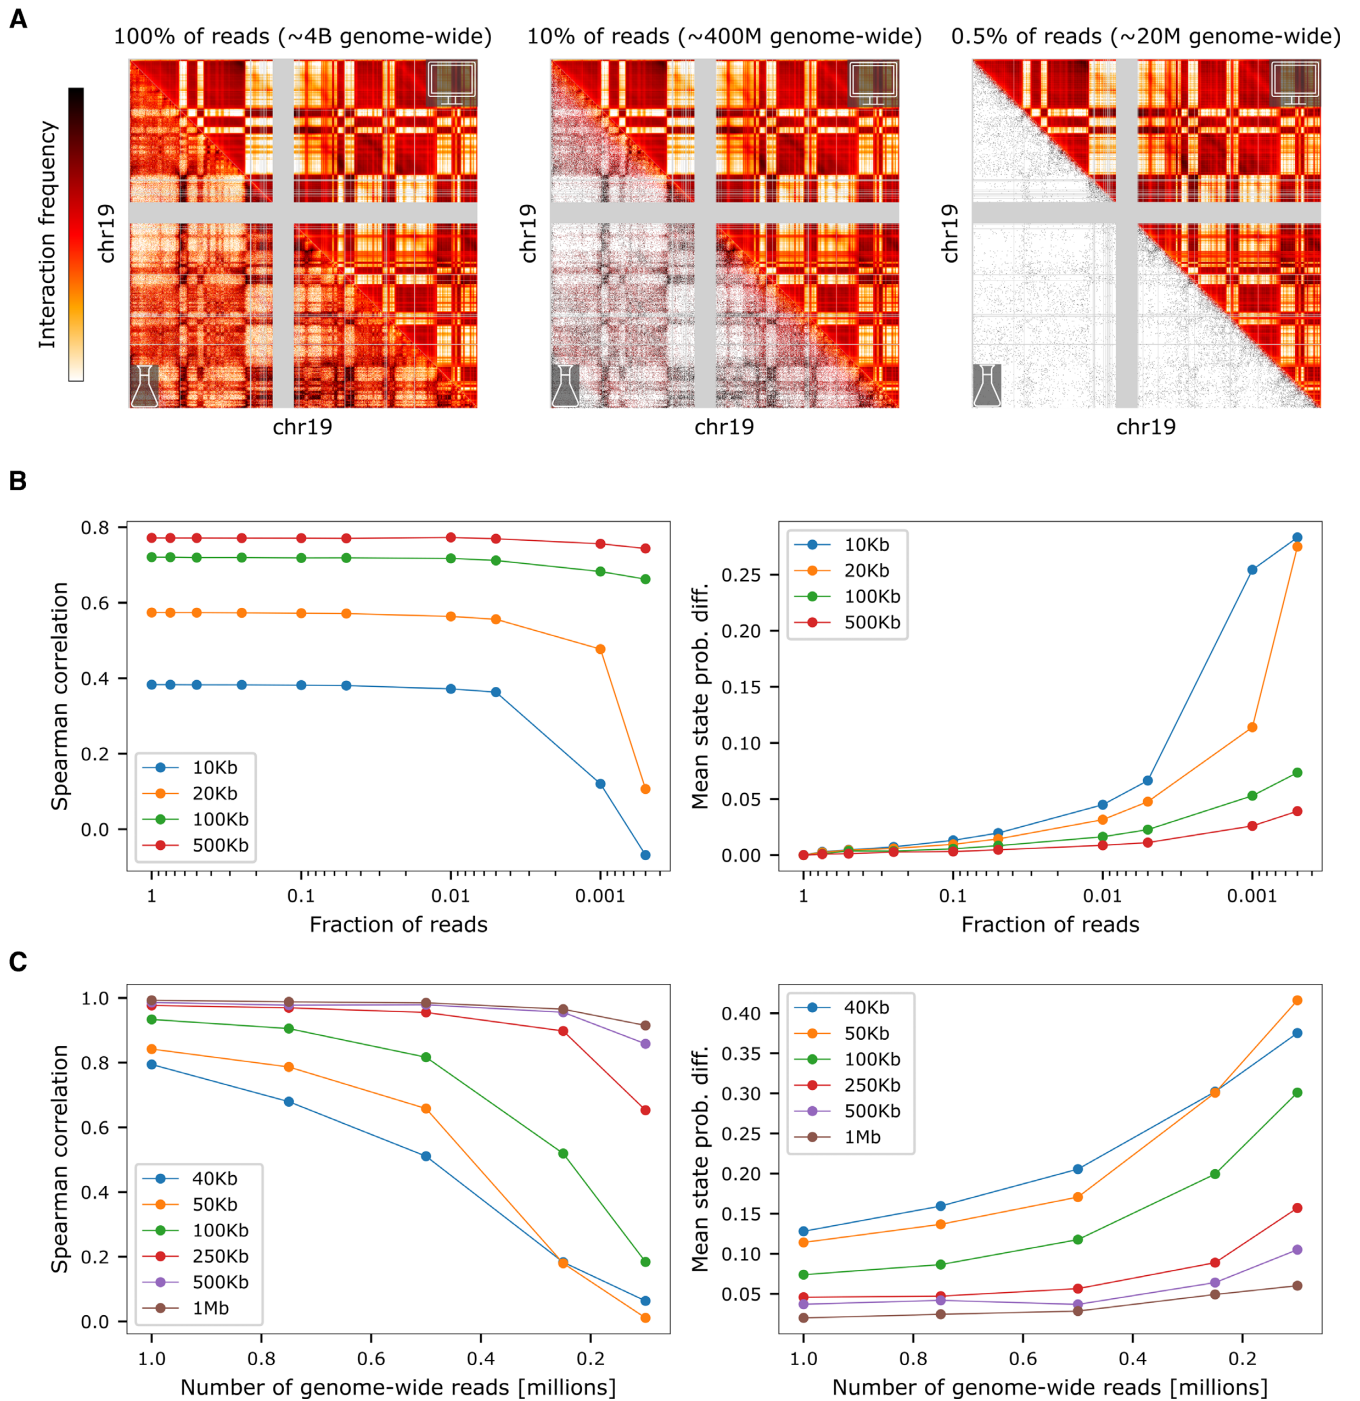 A
100% of reads (~4B genome-wide)
10% of reads (~400M genome-wide)
0.5% of reads (~20M genome-wide)
Interaction frequency
chr19
chr19
chr19
chr19
chr19
chr19
B
Spearman correlation
0.8
0.6
0.4
0.2
0.0
10Kb
20Kb
100Kb
500Kb
1
0.1
0.01
0.001
Fraction of reads
Mean state prob. diff.
0.25
0.20
0.15
0.10
0.05
0.00
10Kb
20Kb
100Kb
500Kb
1
0.1
0.01
0.001
Fraction of reads
C
Spearman correlation
1.0
0.8
0.6
0.4
0.2
0.0
40Kb
50Kb
100Kb
250Kb
500Kb
1Mb
1.0
0.8
0.6
0.4
0.2
Number of genome-wide reads [millions]
Mean state prob. diff.
0.40
0.35
0.30
0.25
0.20
0.15
0.10
0.05
40Kb
50Kb
100Kb
250Kb
500Kb
1Mb
1.0
0.8
0.6
0.4
0.2
Number of genome-wide reads [millions]